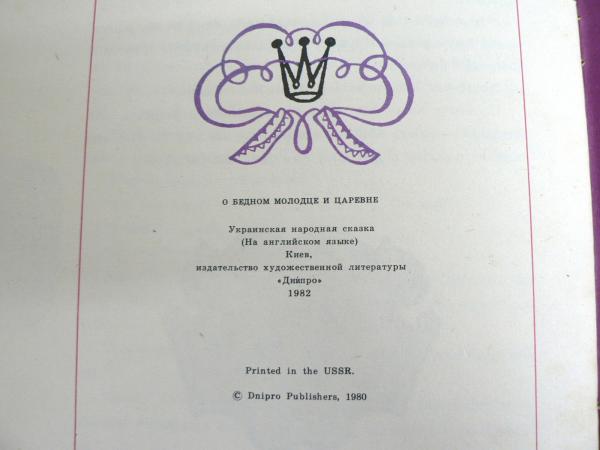 О БЕДНОМ МОЛОДЦЕ И ЦАРЕВНЕ
Украинская народная сказка
(На английском языке)
Киев,
издательство художественной литературы
«Дніпро»
1982
Printed in the USSR.
© Dnipro Publishers, 1980